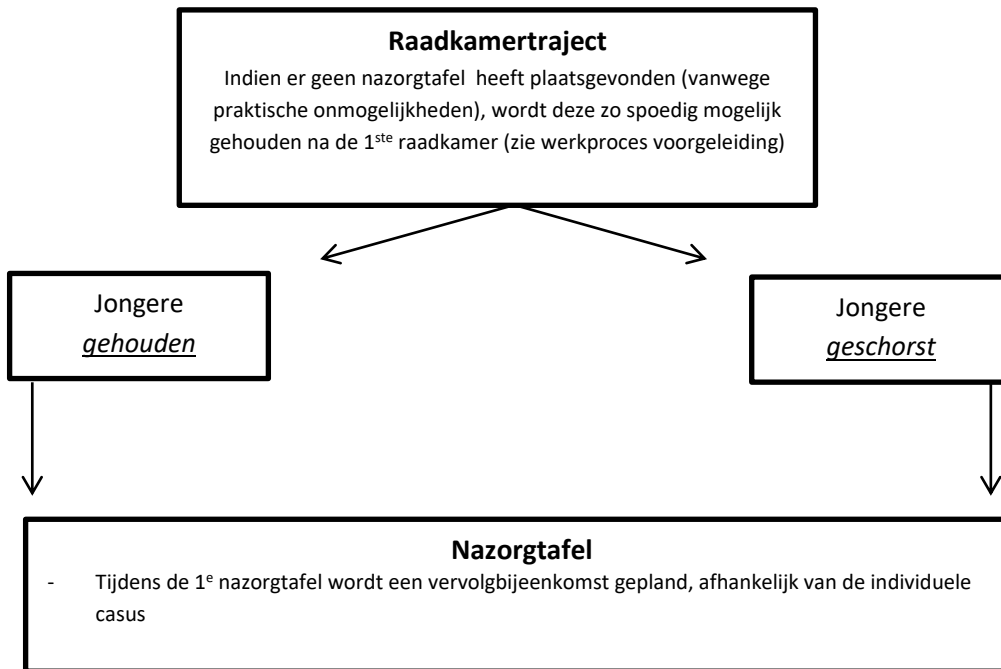 Raadkamertraject
Indien er geen nazorgtafel heeft plaatsgevonden (vanwege
praktische onmogelijkheden), wordt deze zo spoedig mogelijk
gehouden na de 1ste raadkamer (zie werkproces voorgeleiding)
Jongere
gehouden
Jongere
geschorst
Nazorgtafel
- Tijdens de 1e nazorgtafel wordt een vervolgbijeenkomst gepland, afhankelijk van de individuele
casus